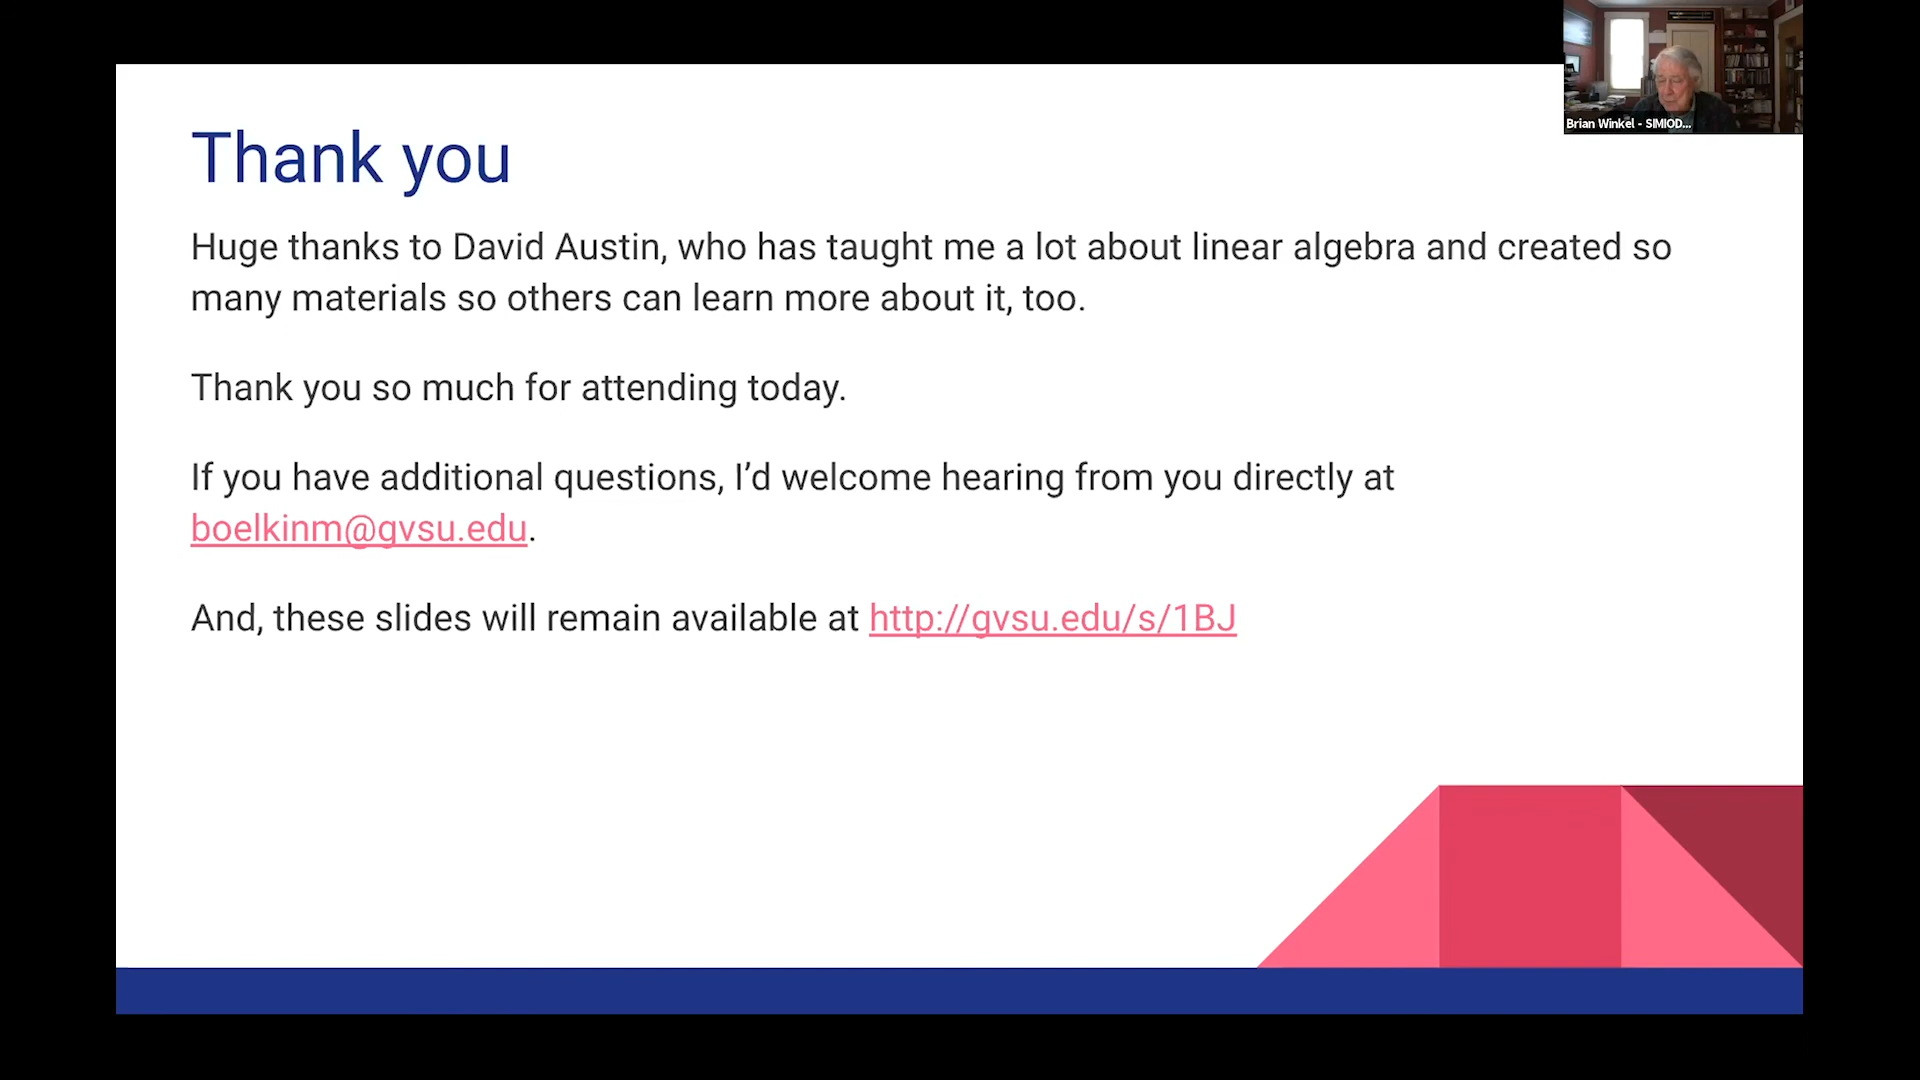 Brian Winkel - SIMIOD...
Thank you
Huge thanks to David Austin, who has taught me a lot about linear algebra and created so
many materials so others can learn more about it, too.
Thank you so much for attending today.
If you have additional questions, I’d welcome hearing from you directly at
boelkinm@gvsu.edu.
And, these slides will remain available at http://gvsu.edu/s/1BJ